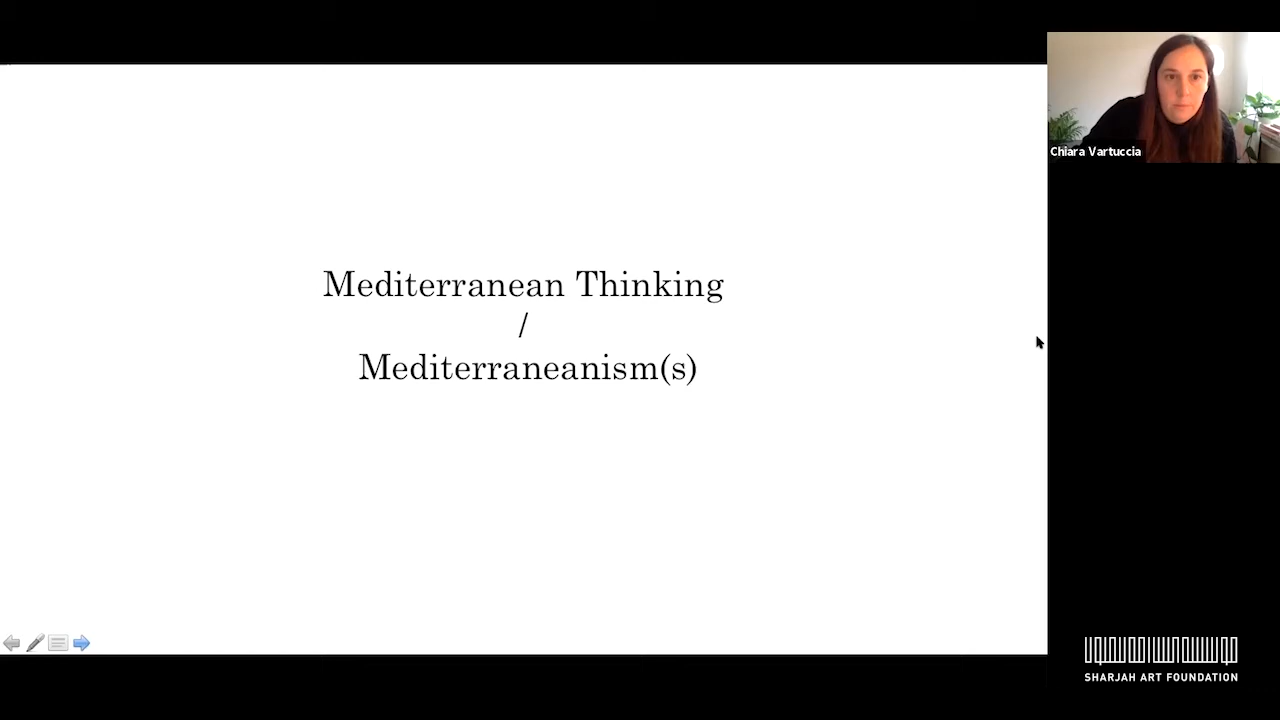 Mediterranean Thinking
/
Mediterraneanism(s)
Chiara Vartuccia
SHARJAH ART FOUNDATION